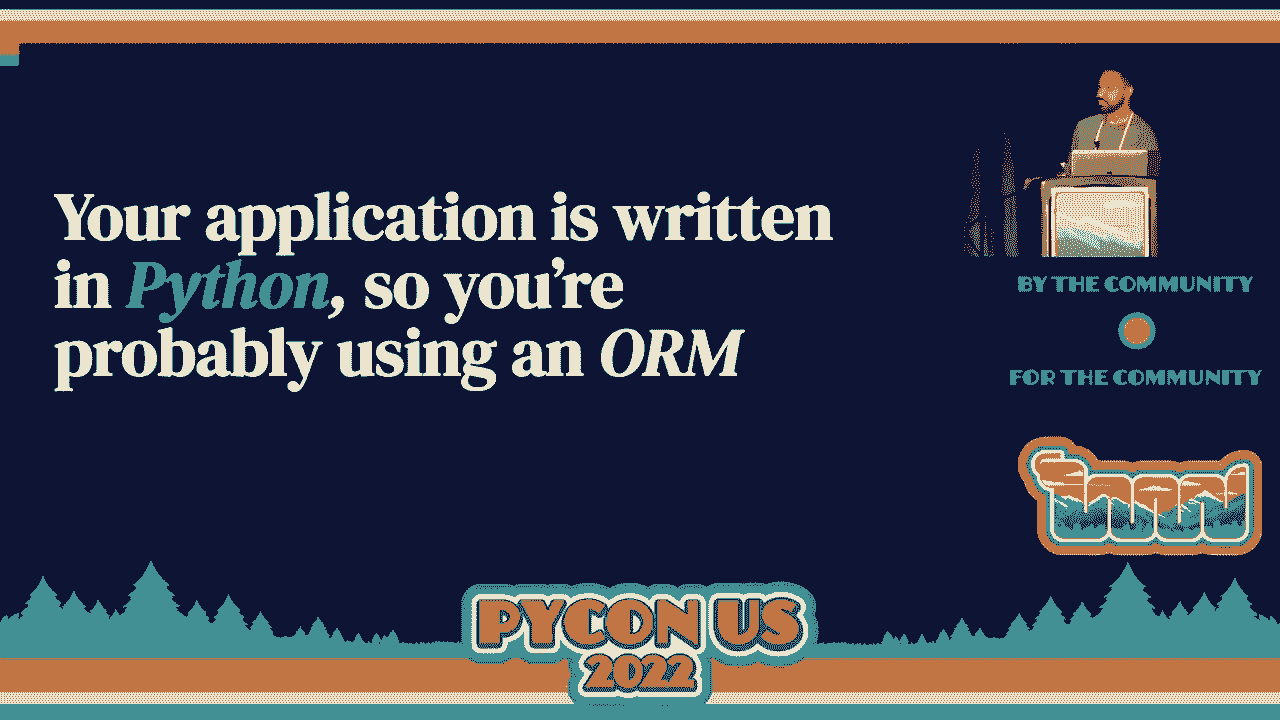 Your application is written
in Python, so you’re
probably using an ORM
BY THE COMMUNITY
FOR THE COMMUNITY
PYCON US
2022